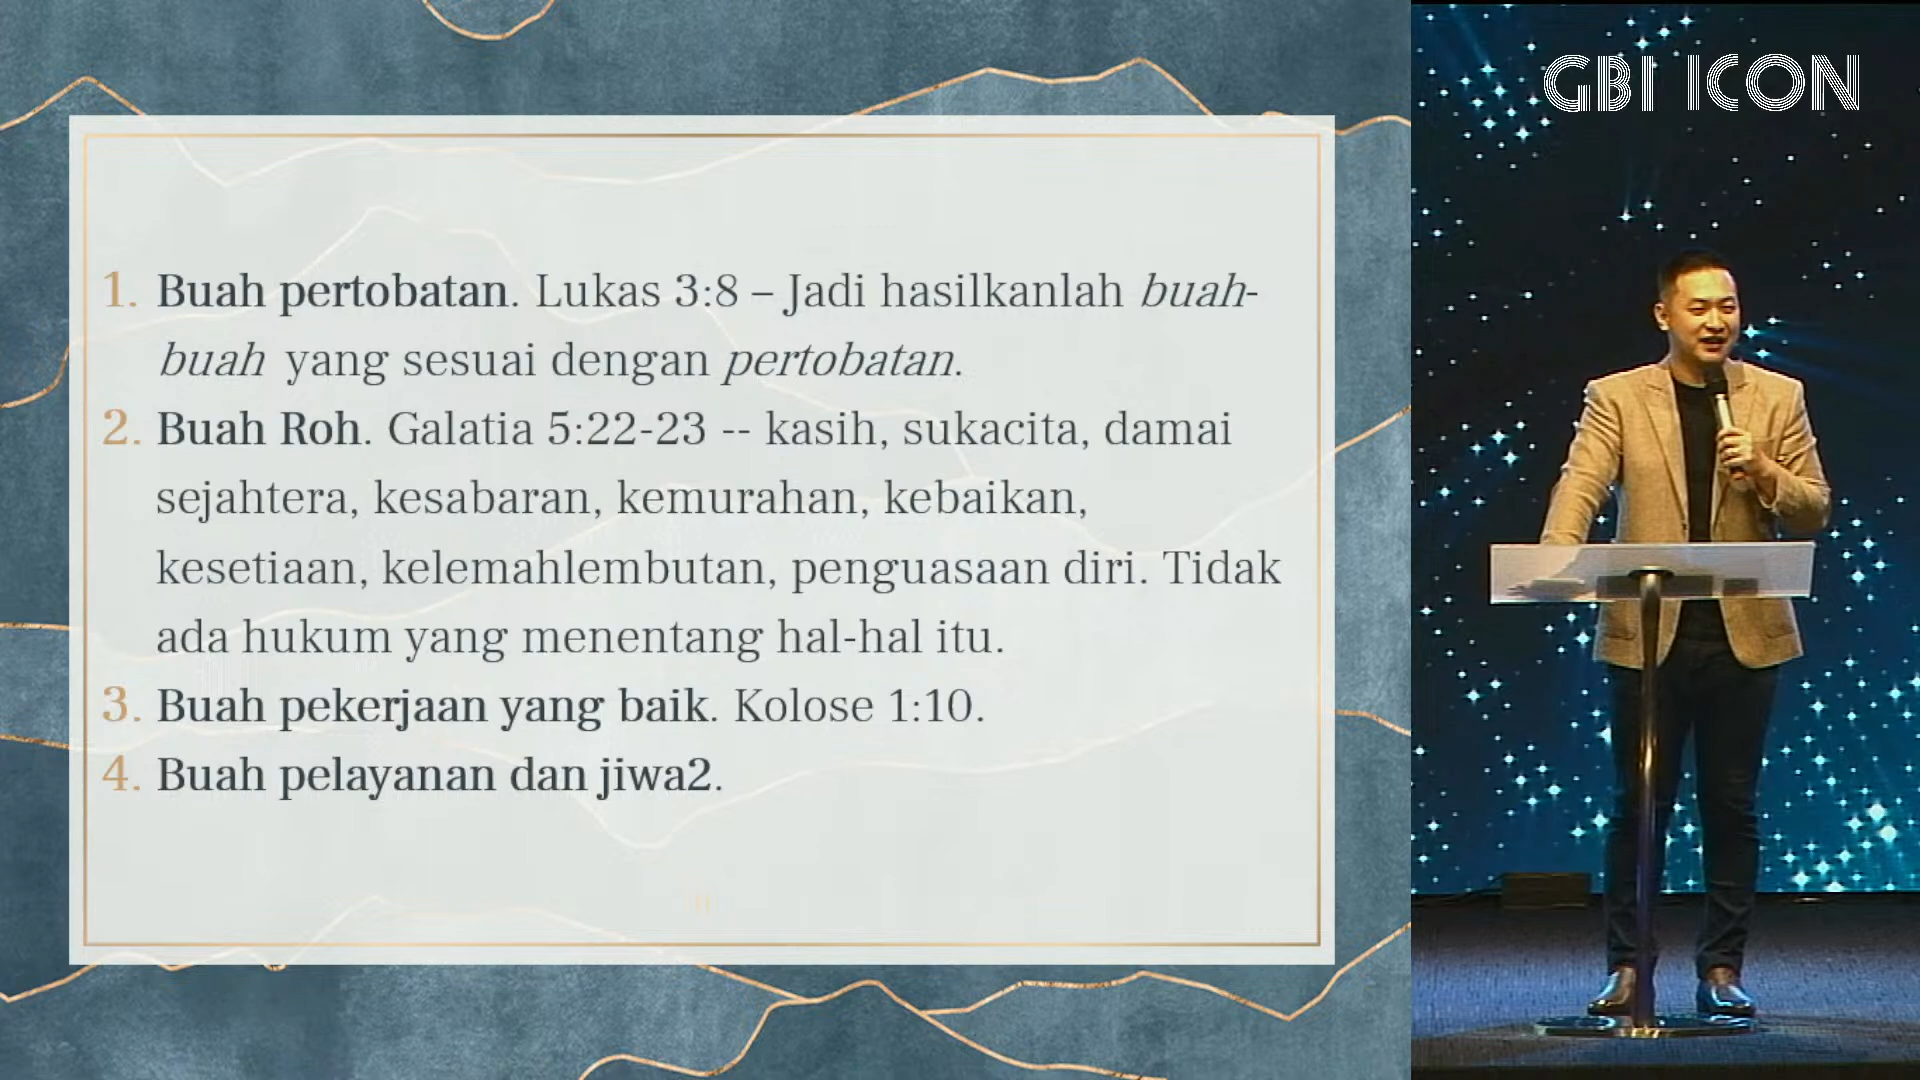 GBI ICON
1. Buah pertobatan. Lukas 3:8 – Jadi hasilkanlah buah-
buah yang sesuai dengan pertobatan.
2. Buah Roh. Galatia 5:22-23 -- kasih, sukacita, damai
sejahtera, kesabaran, kemurahan, kebaikan,
kesetiaan, kelemahlembutan, penguasaan diri. Tidak
ada hukum yang menentang hal-hal itu.
3. Buah pekerjaan yang baik. Kolose 1:10.
4. Buah pelayanan dan jiwa2.